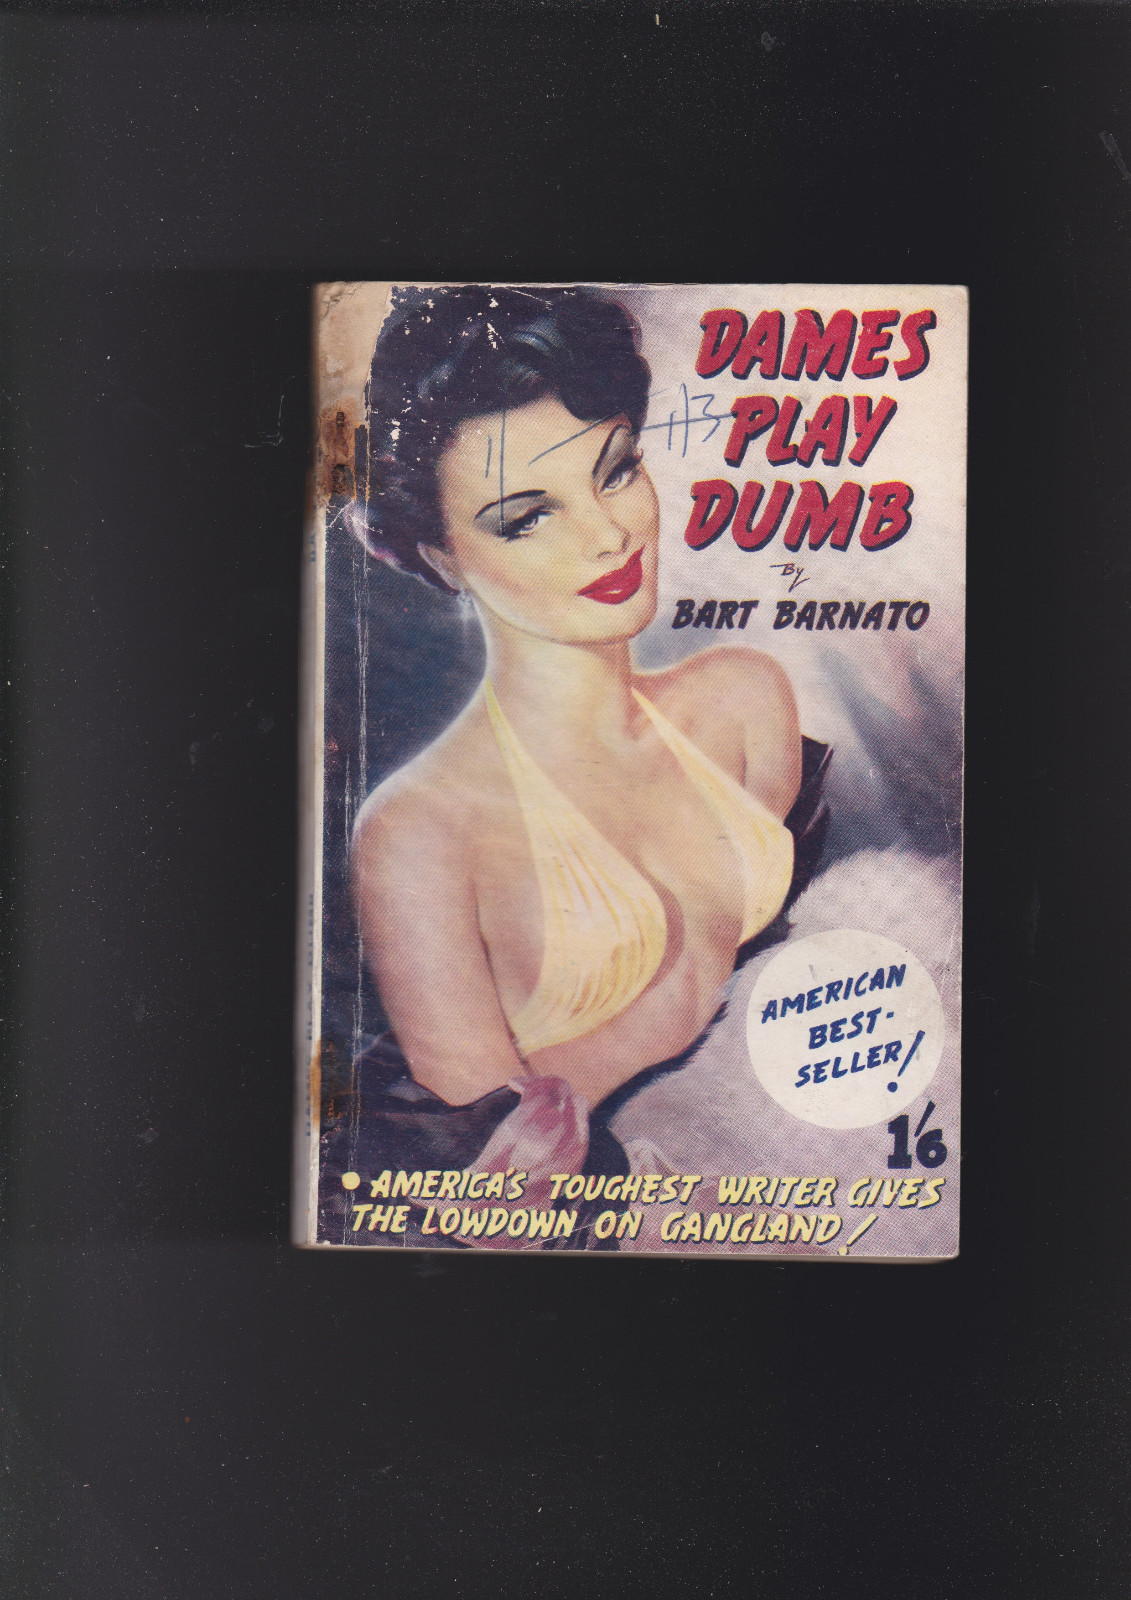 DAMES
PLAY
DUMB
By
BART BARNATO
AMERICAN
BEST-
SELLER!
1'6
• AMERICA'S TOUGHEST WRITER GIVES
THE LOWDOWN ON GANGLAND!